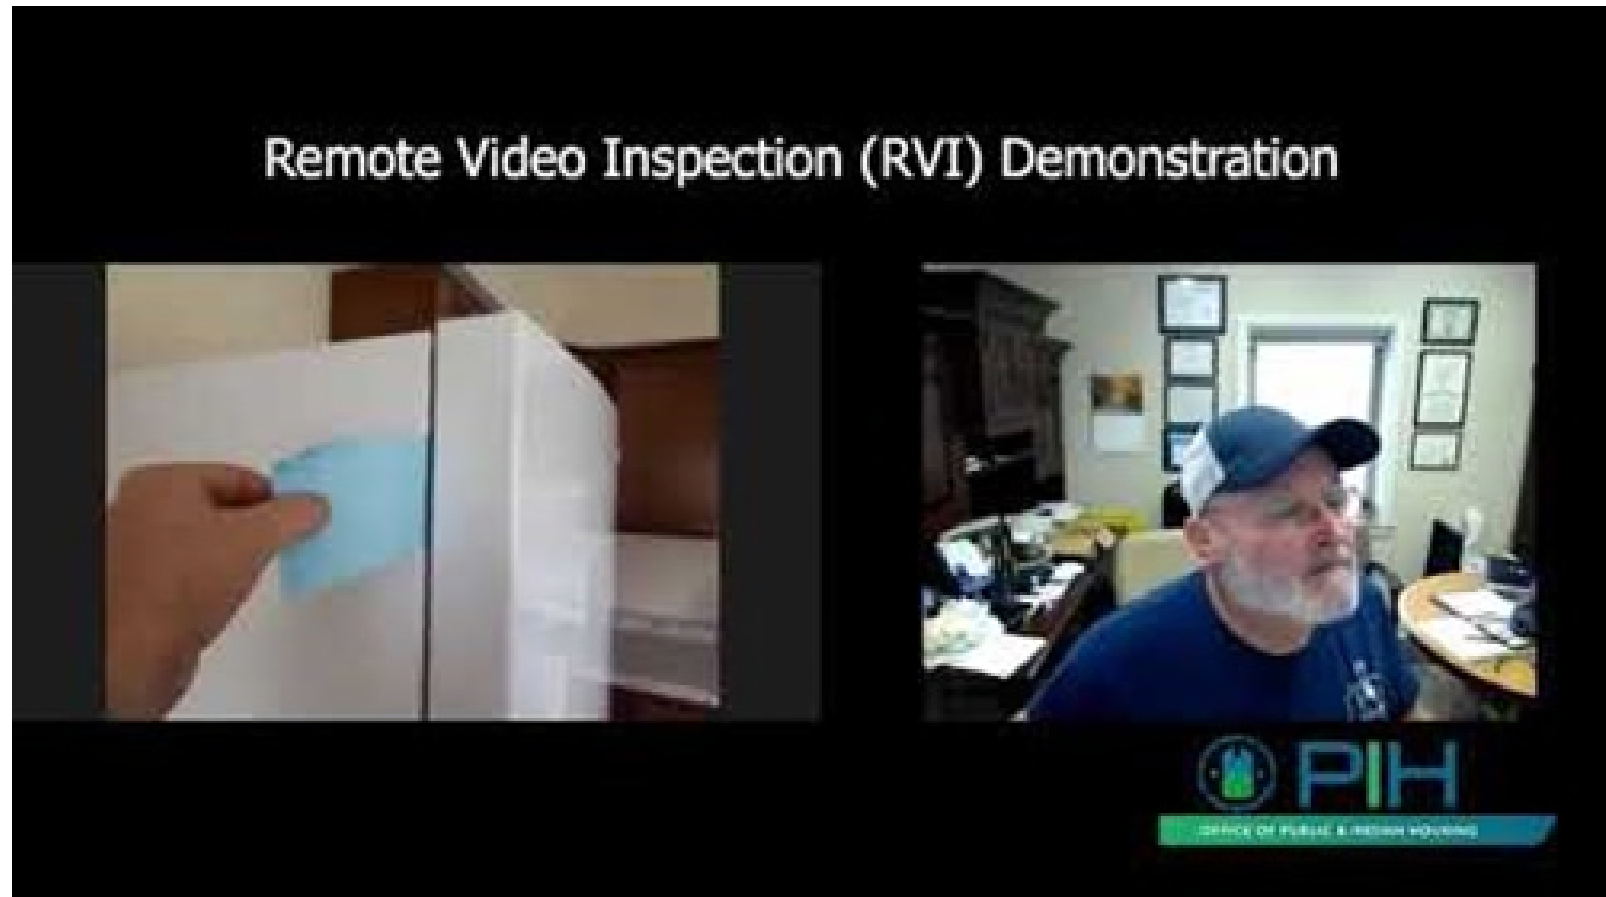 Remote Video Inspection (RVI) Demonstration
PIH
OFFICE OF PUBLIC & INDIAN HOUSING